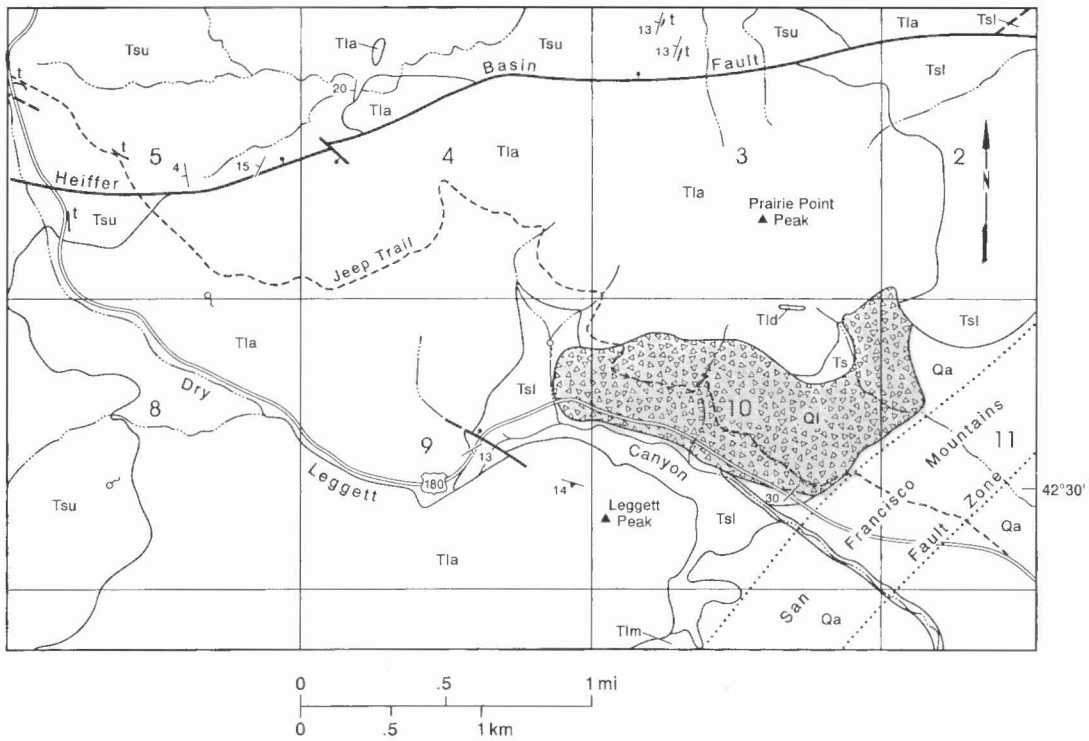 Tsu
Tla
Tsu
13 t
13 t
Tsu
Tla
Tsl
Basin Fault
Tsl
20
Tla
t
t
5
4
15
4
Tla
3
2
N
Heiffer
Tla
Tsu
t
Prairie Point
Peak
Jeep Trail
Tld
Tsl
Tla
Ts
Qa
Dry
Tsl
8
10
Ql
9
Mountains
11
13
Canyon
180
Leggett
14
30
42°30'
Tsu
Leggett
Peak
Tsl
Francisco
Fault Zone
Qa
Tla
San
Qa
Tlm
0 .5 1 mi
0 .5 1 km